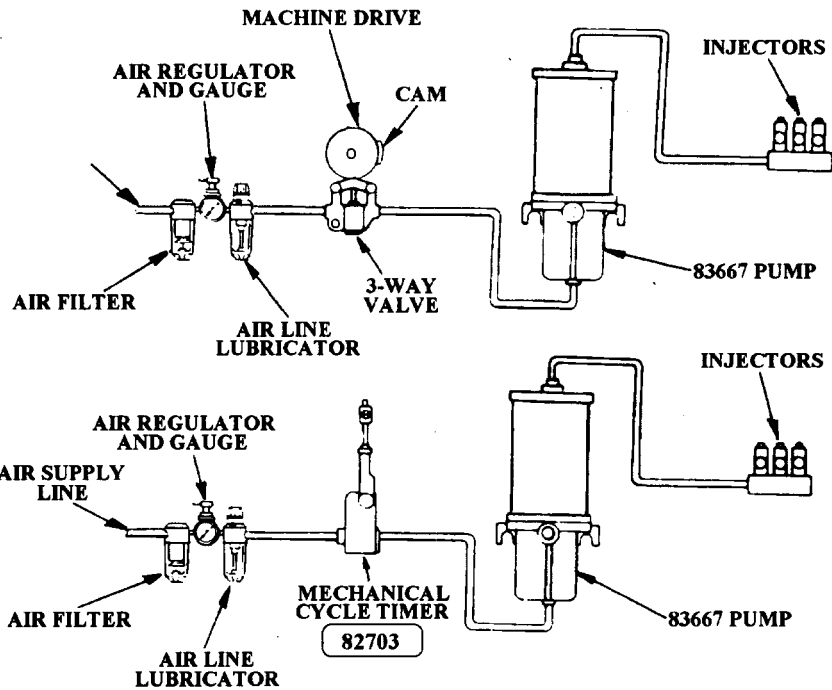 MACHINE DRIVE
INJECTORS
AIR REGULATOR
AND GAUGE
CAM
AIR FILTER
3-WAY
VALVE
83667 PUMP
AIR LINE
LUBRICATOR
INJECTORS
AIR REGULATOR
AND GAUGE
AIR SUPPLY
LINE
AIR FILTER
MECHANICAL
CYCLE TIMER
82703
83667 PUMP
AIR LINE
LUBRICATOR